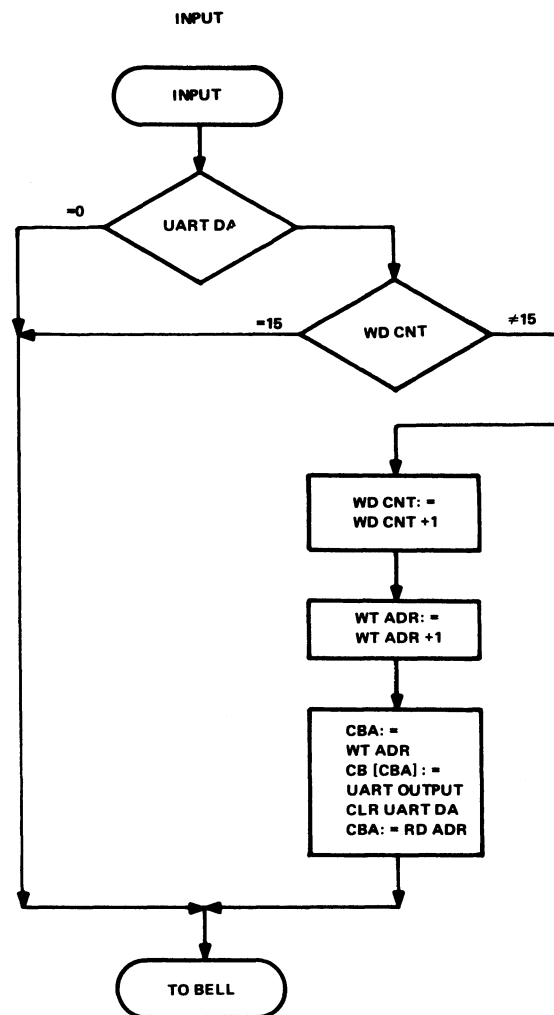 INPUT
INPUT
=0
UART DA
=15
WD CNT
≠15
WD CNT: =
WD CNT +1
WT ADR: =
WT ADR +1
CBA: =
WT ADR
CB [CBA] : =
UART OUTPUT
CLR UART DA
CBA: = RD ADR
TO BELL